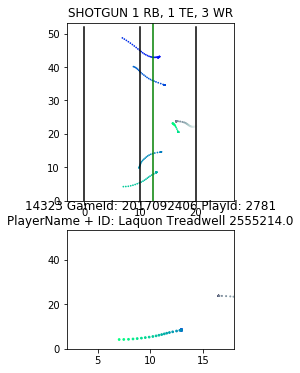 SHOTGUN 1 RB, 1 TE, 3 WR
50
40
30
20
10
0
0 10 20
14323 GameId: 2017092406 PlayId: 2781
PlayerName + ID: Laquon Treadwell 2555214.0
40
20
0
5 10 15